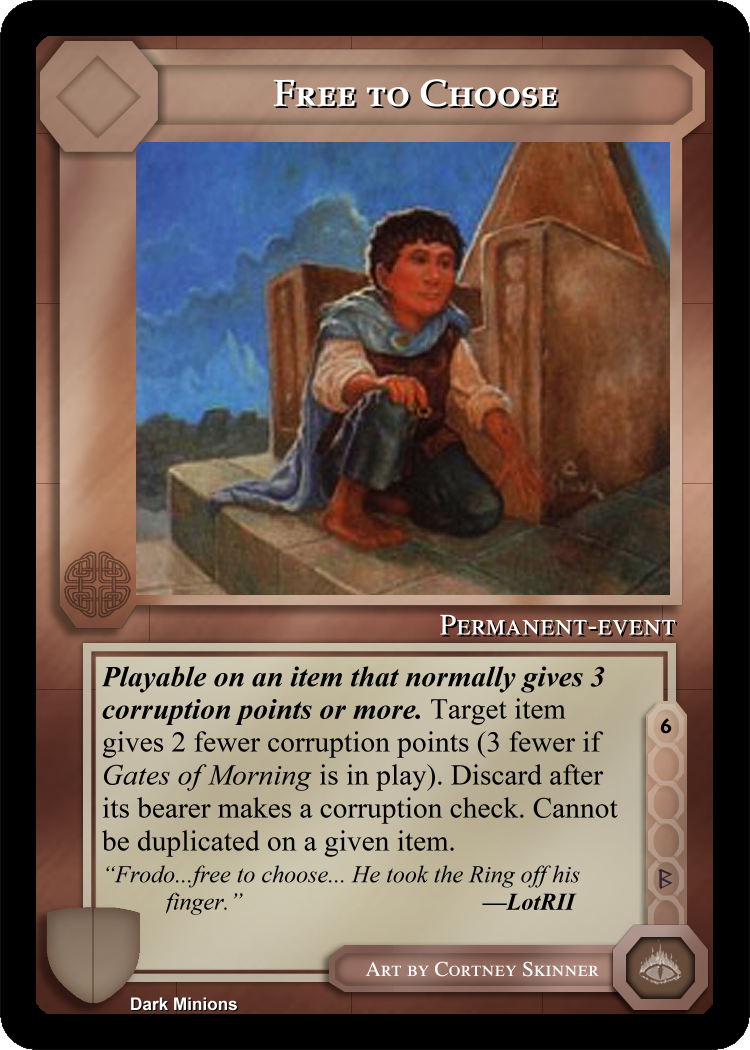 Free to Choose
Permanent-event
Playable on an item that normally gives 3
corruption points or more. Target item
gives 2 fewer corruption points (3 fewer if
Gates of Morning is in play). Discard after
its bearer makes a corruption check. Cannot
be duplicated on a given item.
“Frodo...free to choose... He took the Ring off his
finger.” —LotRII
6
Art by Cortney Skinner
Dark Minions